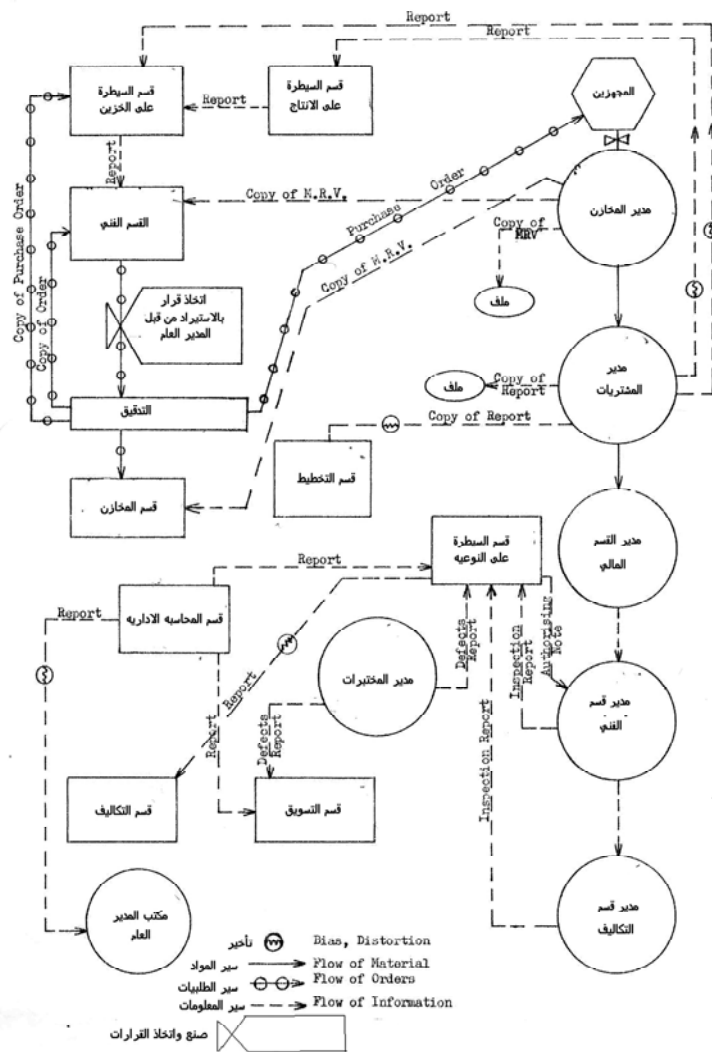 Report
Report
قسم السيطرة
على الخزين
Report
قسم السيطرة
على الانتاج
المجهزين
Report
القسم الفني
Copy of M.R.V.
Purchase Order
Copy of M.R.V.
مدير المخازن
Copy of
MRV
ملف
Copy of Purchase Order
Copy of Order
اتخاذ قرار
بالاستيراد من قبل
المدير العام
التدقيق
مدير
المشتريات
Copy of
Report
ملف
Copy of Report
قسم التخطيط
قسم المخازن
مدير القسم
المالي
قسم السيطرة
على النوعيه
Report
قسم المحاسبه الاداريه
Report
Report
Report
مدير المختبرات
Defects
Report
Defects
Report
Inspection Report
Inspection
Report
Authorising
Note
مدير قسم
الفني
قسم التكاليف
قسم التسويق
مكتب المدير
العام
مدير قسم
التكاليف
تأخير Bias, Distortion
سير المواد Flow of Material
سير الطلبيات Flow of Orders
سير المعلومات Flow of Information
صنع واتخاذ القرارات